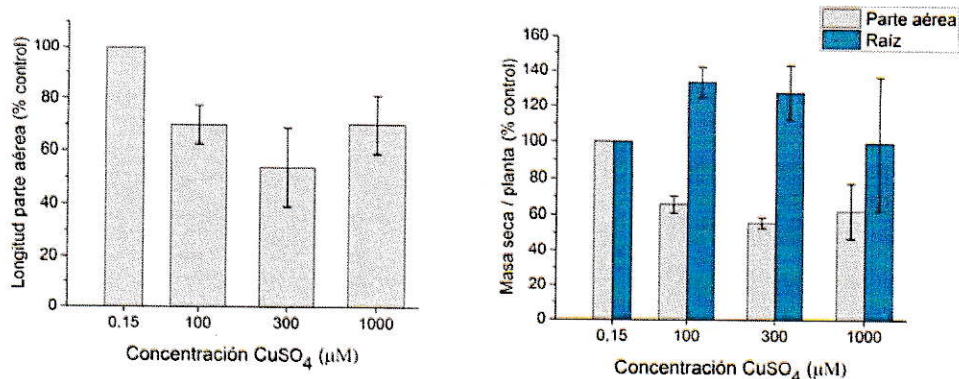 Longitud parte aérea (% control)
100
80
60
40
20
0
0.15 100 300 1000
Concentración CuSO4 (µM)
Parte aérea
Raíz
Masa seca / planta (% control)
160
140
120
100
80
60
40
20
0
0.15 100 300 1000
Concentración CuSO4 (µM)